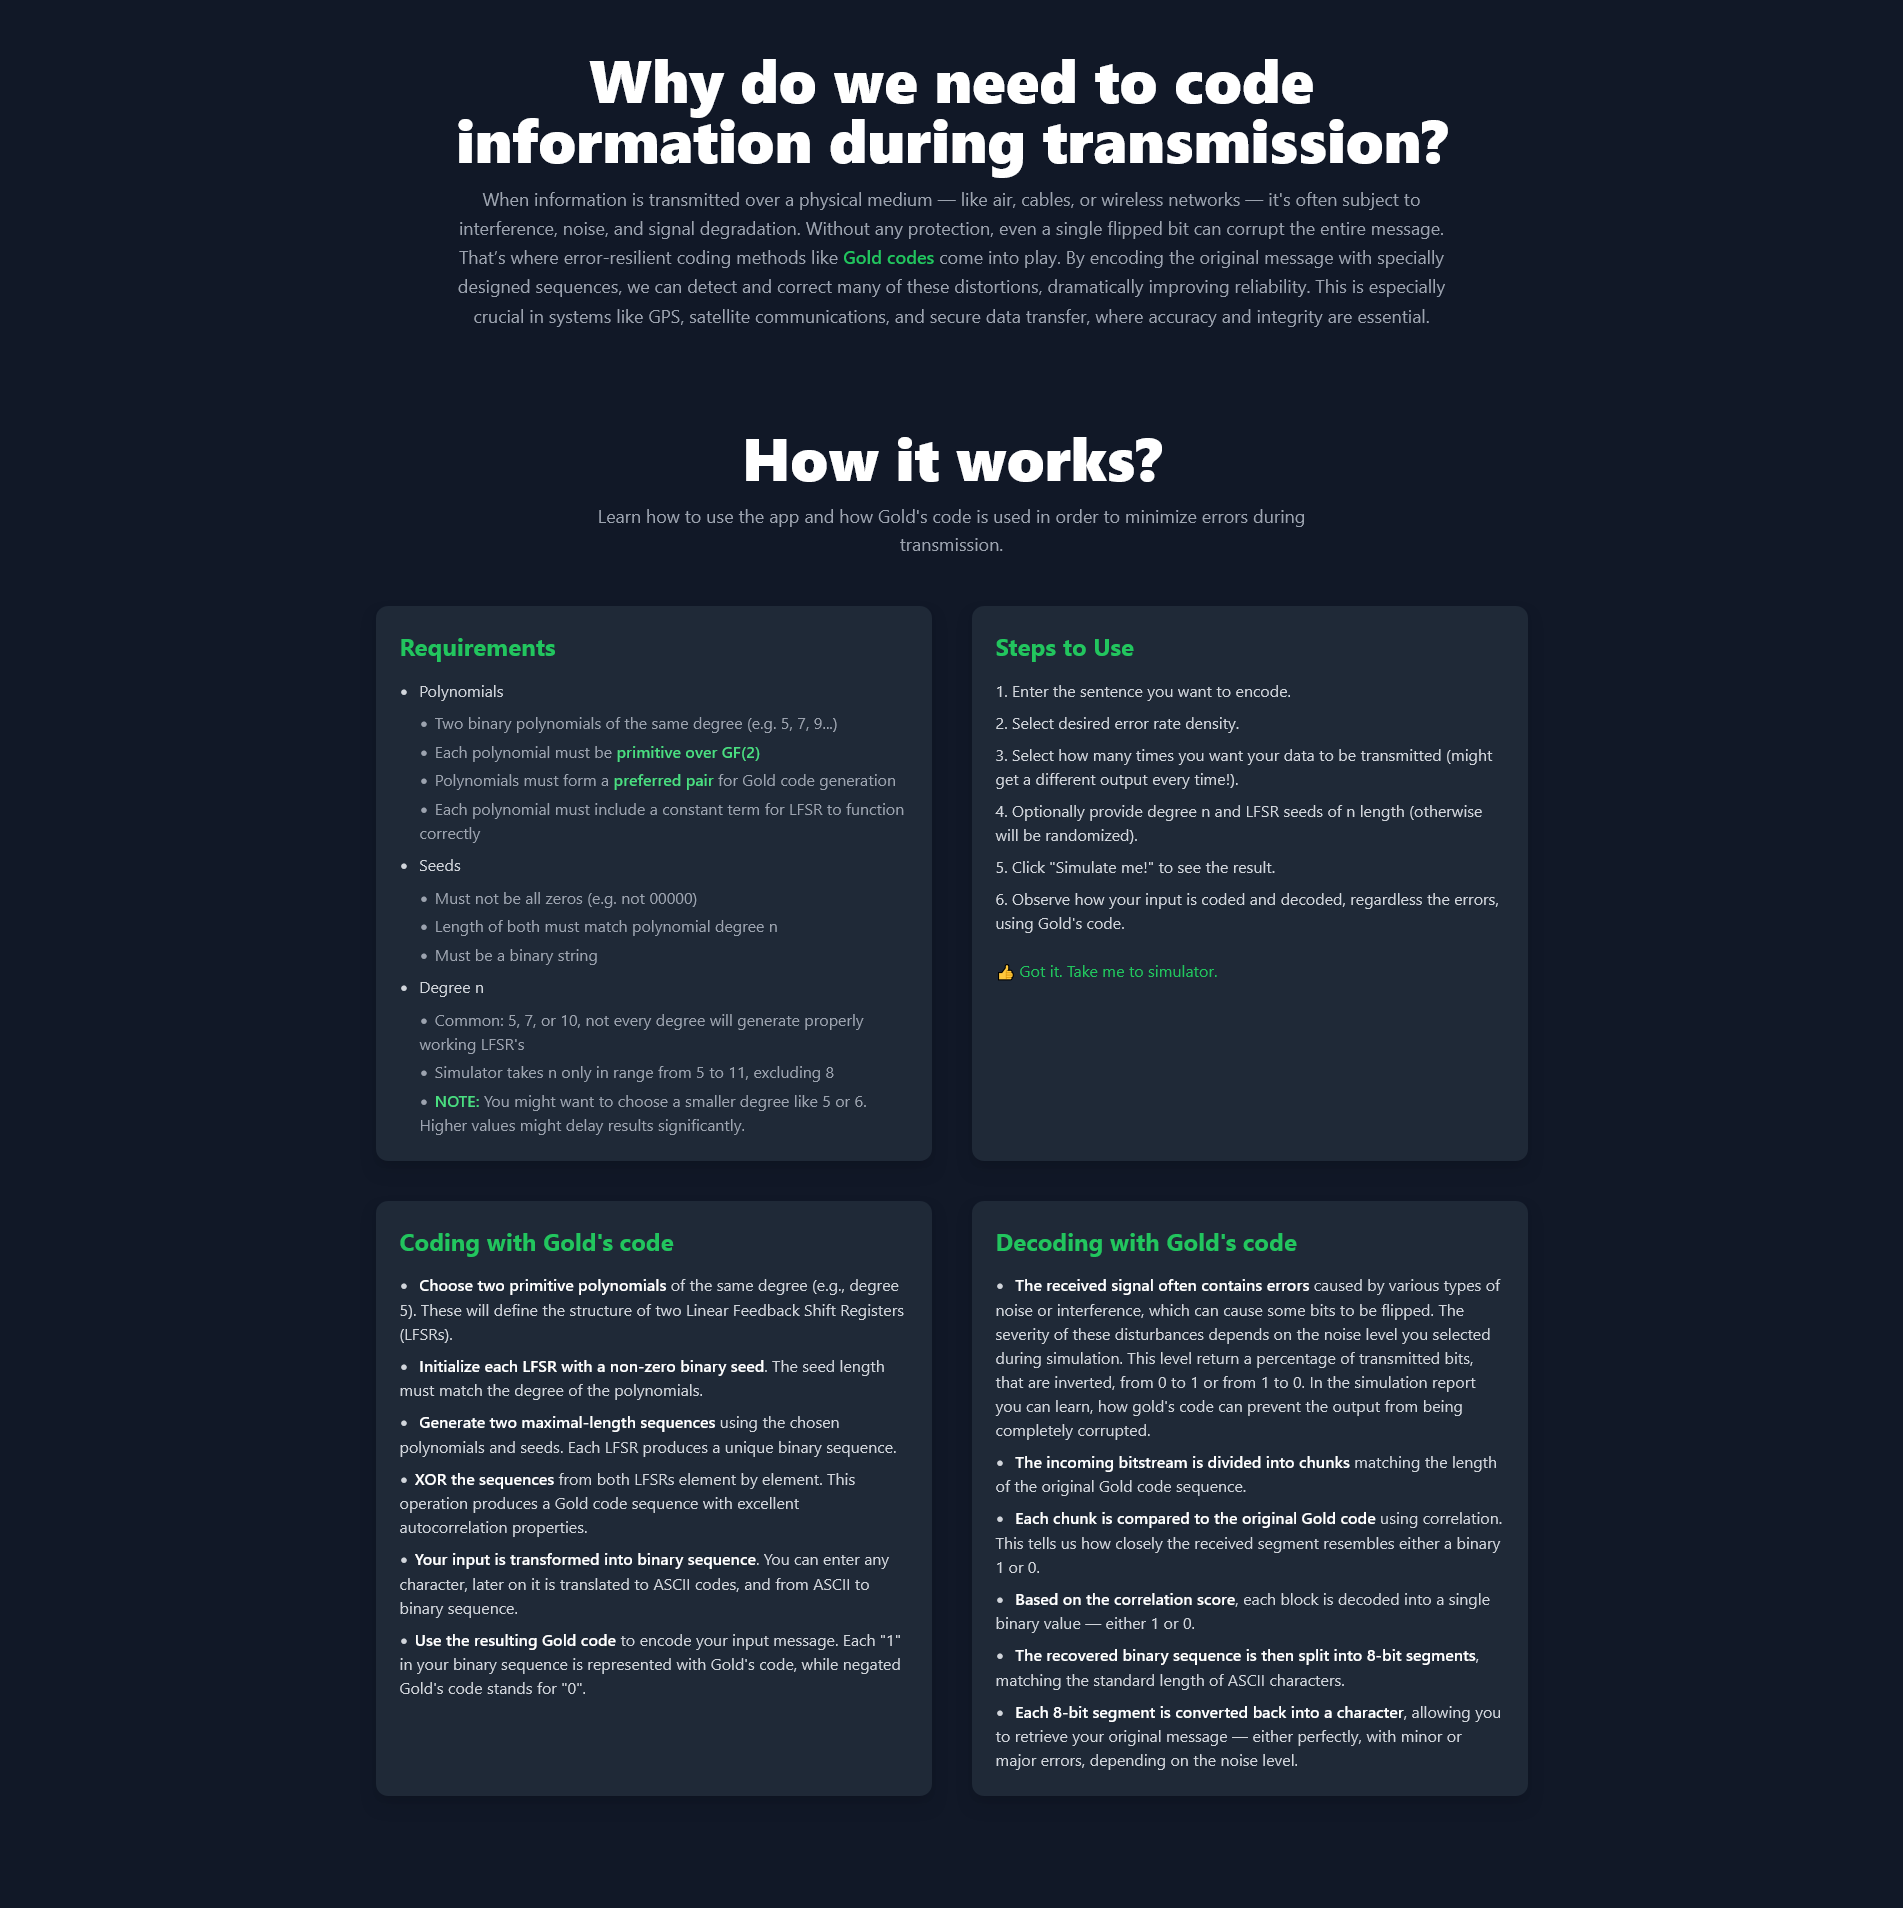 Why do we need to code
information during transmission?
When information is transmitted over a physical medium — like air, cables, or wireless networks — it's often subject to
interference, noise, and signal degradation. Without any protection, even a single flipped bit can corrupt the entire message.
That’s where error-resilient coding methods like Gold codes come into play. By encoding the original message with specially
designed sequences, we can detect and correct many of these distortions, dramatically improving reliability. This is especially
crucial in systems like GPS, satellite communications, and secure data transfer, where accuracy and integrity are essential.
How it works?
Learn how to use the app and how Gold's code is used in order to minimize errors during
transmission.
Requirements
• Polynomials
• Two binary polynomials of the same degree (e.g. 5, 7, 9...)
• Each polynomial must be primitive over GF(2)
• Polynomials must form a preferred pair for Gold code generation
• Each polynomial must include a constant term for LFSR to function
correctly
• Seeds
• Must not be all zeros (e.g. not 00000)
• Length of both must match polynomial degree n
• Must be a binary string
• Degree n
• Common: 5, 7, or 10, not every degree will generate properly
working LFSR's
• Simulator takes n only in range from 5 to 11, excluding 8
• NOTE: You might want to choose a smaller degree like 5 or 6.
Higher values might delay results significantly.
Steps to Use
1. Enter the sentence you want to encode.
2. Select desired error rate density.
3. Select how many times you want your data to be transmitted (might
get a different output every time!).
4. Optionally provide degree n and LFSR seeds of n length (otherwise
will be randomized).
5. Click "Simulate me!" to see the result.
6. Observe how your input is coded and decoded, regardless the errors,
using Gold's code.
👍 Got it. Take me to simulator.
Coding with Gold's code
• Choose two primitive polynomials of the same degree (e.g., degree
5). These will define the structure of two Linear Feedback Shift Registers
(LFSRs).
• Initialize each LFSR with a non-zero binary seed. The seed length
must match the degree of the polynomials.
• Generate two maximal-length sequences using the chosen
polynomials and seeds. Each LFSR produces a unique binary sequence.
• XOR the sequences from both LFSRs element by element. This
operation produces a Gold code sequence with excellent
autocorrelation properties.
• Your input is transformed into binary sequence. You can enter any
character, later on it is translated to ASCII codes, and from ASCII to
binary sequence.
• Use the resulting Gold code to encode your input message. Each "1"
in your binary sequence is represented with Gold's code, while negated
Gold's code stands for "0".
Decoding with Gold's code
• The received signal often contains errors caused by various types of
noise or interference, which can cause some bits to be flipped. The
severity of these disturbances depends on the noise level you selected
during simulation. This level return a percentage of transmitted bits,
that are inverted, from 0 to 1 or from 1 to 0. In the simulation report
you can learn, how gold's code can prevent the output from being
completely corrupted.
• The incoming bitstream is divided into chunks matching the length
of the original Gold code sequence.
• Each chunk is compared to the original Gold code using correlation.
This tells us how closely the received segment resembles either a binary
1 or 0.
• Based on the correlation score, each block is decoded into a single
binary value — either 1 or 0.
• The recovered binary sequence is then split into 8-bit segments,
matching the standard length of ASCII characters.
• Each 8-bit segment is converted back into a character, allowing you
to retrieve your original message — either perfectly, with minor or
major errors, depending on the noise level.